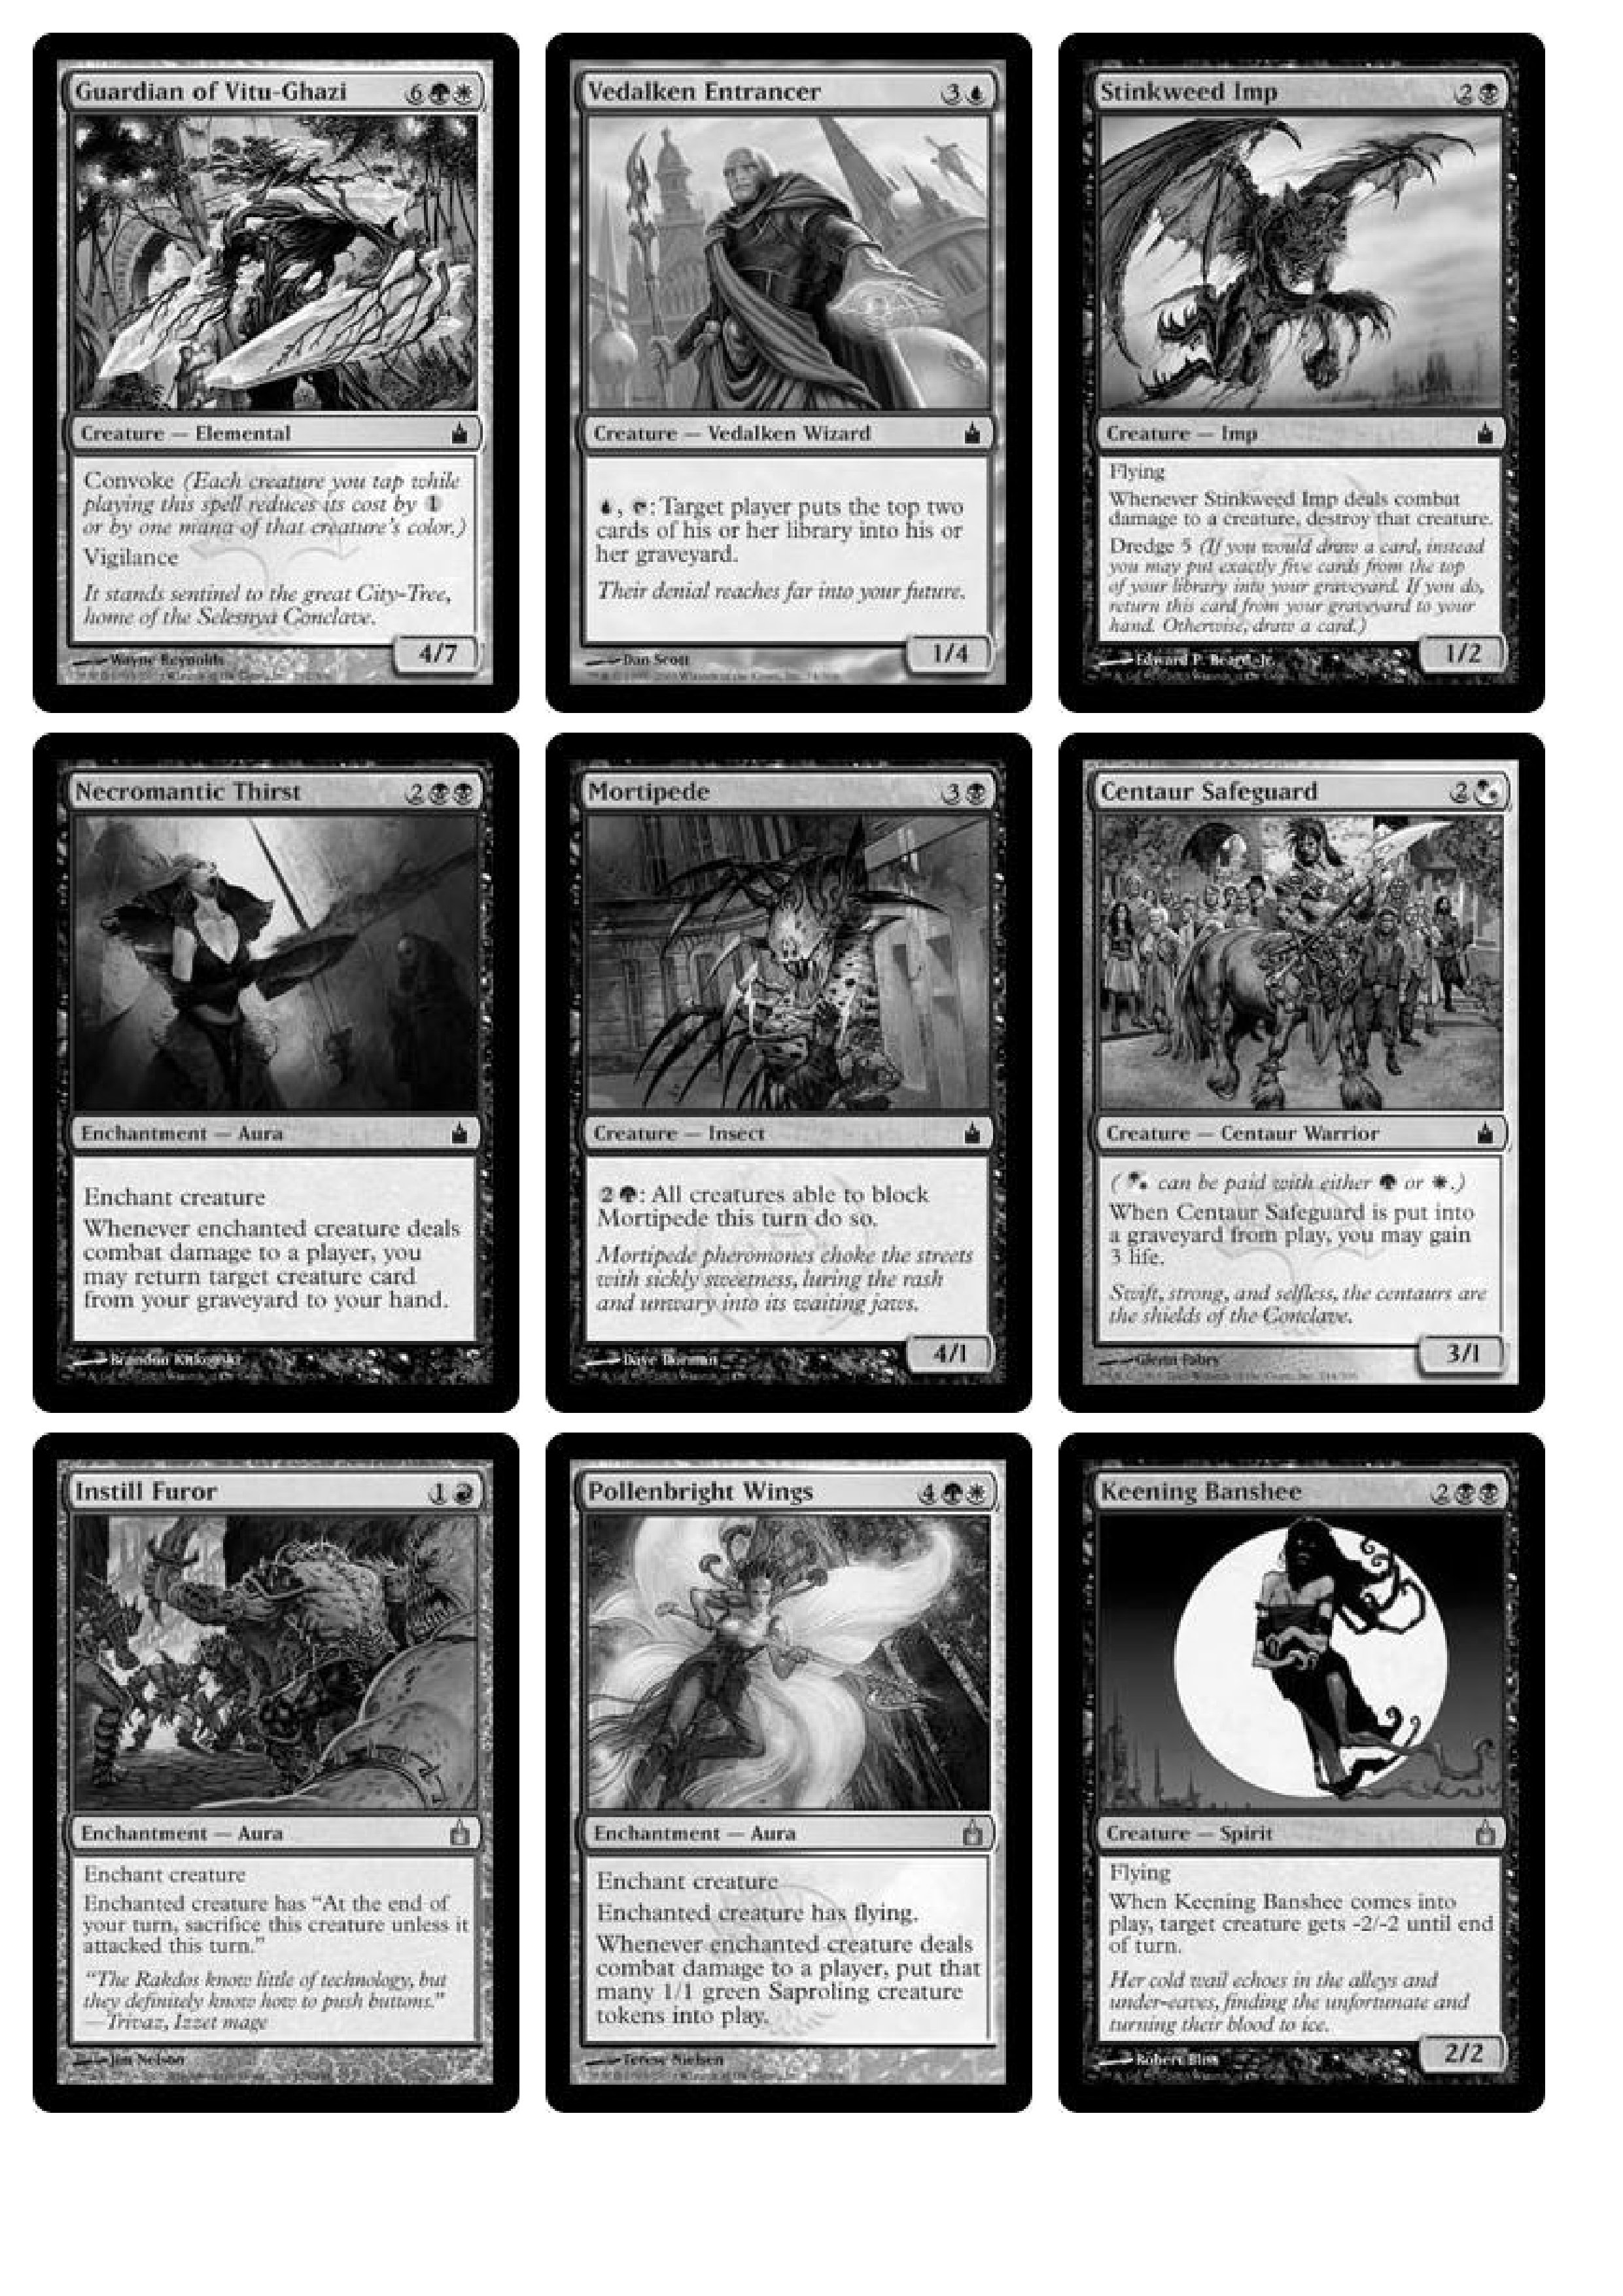 Guardian of Vitu-Ghazi 6
Creature — Elemental
Convoke (Each creature you tap while
playing this spell reduces its cost by 1
or by one mana of that creature's color.)
Vigilance
It stands sentinel to the great City-Tree,
home of the Selesnya Conclave.
4/7
Wayne Reynolds
Vedalken Entrancer 3
Creature — Vedalken Wizard
, : Target player puts the top two
cards of his or her library into his or
her graveyard.
Their denial reaches far into your future.
1/4
Dan Scott
Stinkweed Imp 2
Creature — Imp
Flying
Whenever Stinkweed Imp deals combat
damage to a creature, destroy that creature.
Dredge 5 (If you would draw a card, instead
you may put exactly five cards from the top
of your library into your graveyard. If you do,
return this card from your graveyard to your
hand. Otherwise, draw a card.)
1/2
Edward P. Beard, Jr.
Necromantic Thirst 2
Enchantment — Aura
Enchant creature
Whenever enchanted creature deals
combat damage to a player, you
may return target creature card
from your graveyard to your hand.
Brandon Kitkouski
Mortipede 3
Creature — Insect
2 : All creatures able to block
Mortipede this turn do so.
Mortipede pheromones choke the streets
with sickly sweetness, luring the rash
and unwary into its waiting jaws.
4/1
Dave Dorman
Centaur Safeguard 2
Creature — Centaur Warrior
( can be paid with either or .)
When Centaur Safeguard is put into
a graveyard from play, you may gain
3 life.
Swift, strong, and selfless, the centaurs are
the shields of the Conclave.
3/1
Glenn Fabry
Instill Furor 1
Enchantment — Aura
Enchant creature
Enchanted creature has "At the end of
your turn, sacrifice this creature unless it
attacked this turn."
"The Rakdos know little of technology, but
they definitely know how to push buttons."
—Trivaz, Izzet mage
Jim Nelson
Pollenbright Wings 4
Enchantment — Aura
Enchant creature
Enchanted creature has flying.
Whenever enchanted creature deals
combat damage to a player, put that
many 1/1 green Saproling creature
tokens into play.
Terese Nielsen
Keening Banshee 2
Creature — Spirit
Flying
When Keening Banshee comes into
play, target creature gets -2/-2 until end
of turn.
Her cold wail echoes in the alleys and
under-eaves, finding the unfortunate and
turning their blood to ice.
2/2
Robert Bliss